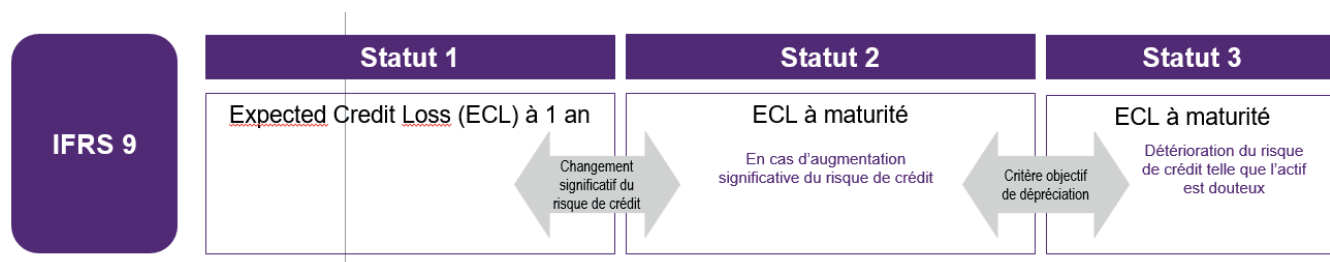 IFRS 9
Statut 1
Expected Credit Loss (ECL) à 1 an
Changement
significatif du
risque de crédit
Statut 2
ECL à maturité
En cas d’augmentation
significative du risque de crédit
Critère objectif
de dépréciation
Statut 3
ECL à maturité
Détérioration du risque
de crédit telle que l’actif
est douteux